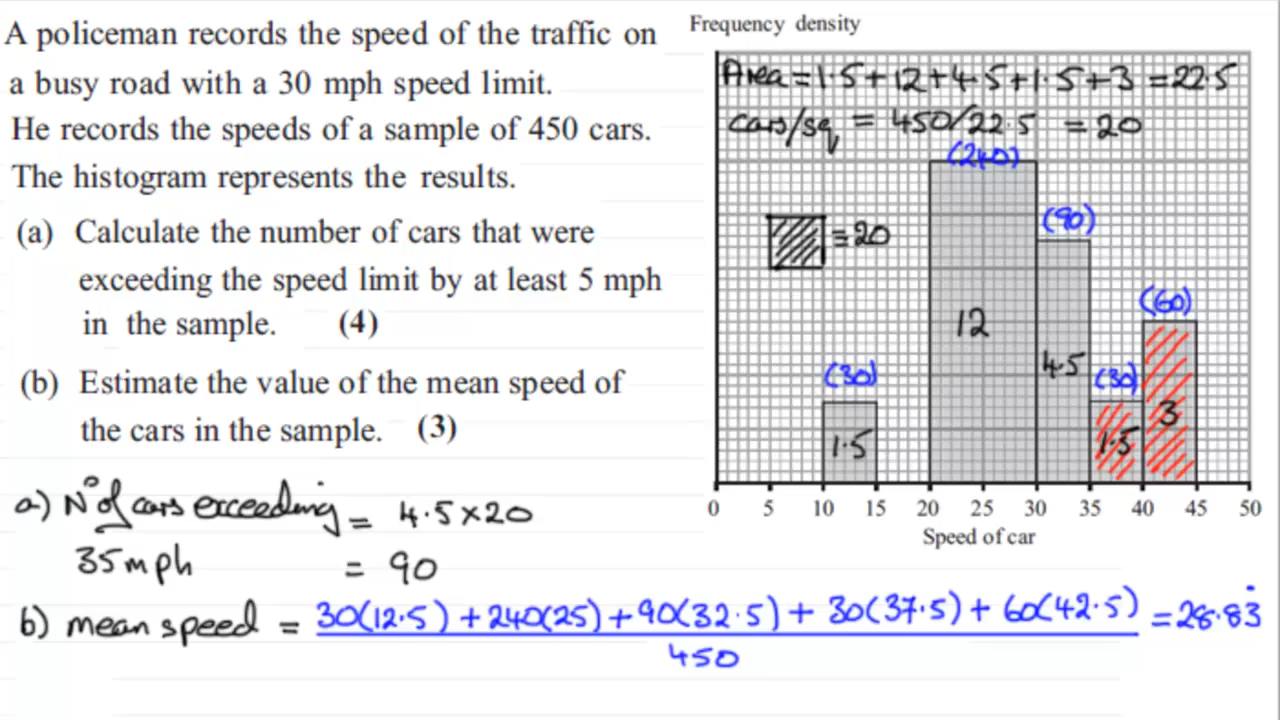 A policeman records the speed of the traffic on
a busy road with a 30 mph speed limit.
He records the speeds of a sample of 450 cars.
The histogram represents the results.
(a) Calculate the number of cars that were
exceeding the speed limit by at least 5 mph
in the sample. (4)
(b) Estimate the value of the mean speed of
the cars in the sample. (3)
Frequency density
Area = 1.5 + 12 + 4.5 + 1.5 + 3 = 22.5
cars/sq = 450/22.5 = 20
(240)
(90)
≡ 20
(60)
12
4.5
(30)
(30)
3
1.5
1.5
0 5 10 15 20 25 30 35 40 45 50
Speed of car
a) Nº of cars exceeding = 4.5 x 20
35 mph = 90
b) mean speed = 30(12.5) + 240(25) + 90(32.5) + 30(37.5) + 60(42.5) = 28.83̇
450